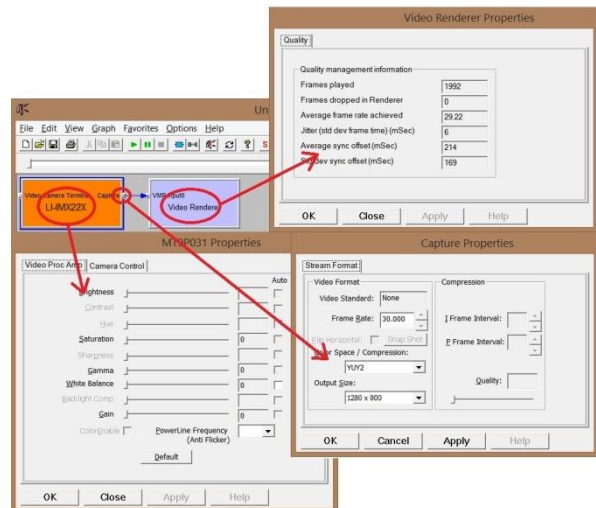 Video Renderer Properties
Quality
Quality management information
Frames played 1992
Frames dropped in Renderer 0
Average frame rate achieved 29.22
Jitter (std dev frame time) (mSec) 6
Average sync offset (mSec) 214
dev sync offset (mSec) 169
OK Close Apply Help
Un
File Edit View Graph Favorites Options Help
Video Camera Termin Capture
LI-IMX22X
VMR Input0
Video Rendere
MT9P031 Properties
Video Proc Amp Camera Control
Auto
Brightness
Contrast
Hue
Saturation 0
Sharpness
Gamma 0
White Balance 0
Backlight Comp
Gain 0
ColorEnable PowerLine Frequency
(Anti Flicker)
Default
OK Close Apply Help
Capture Properties
Stream Format
Video Format
Video Standard: None
Frame Rate: 30.000
Flip Horizontal: Snap Shot
Color Space / Compression:
YUY2
Output Size:
1280 x 800
Compression
I Frame Interval:
P Frame Interval:
Quality:
OK Cancel Apply Help